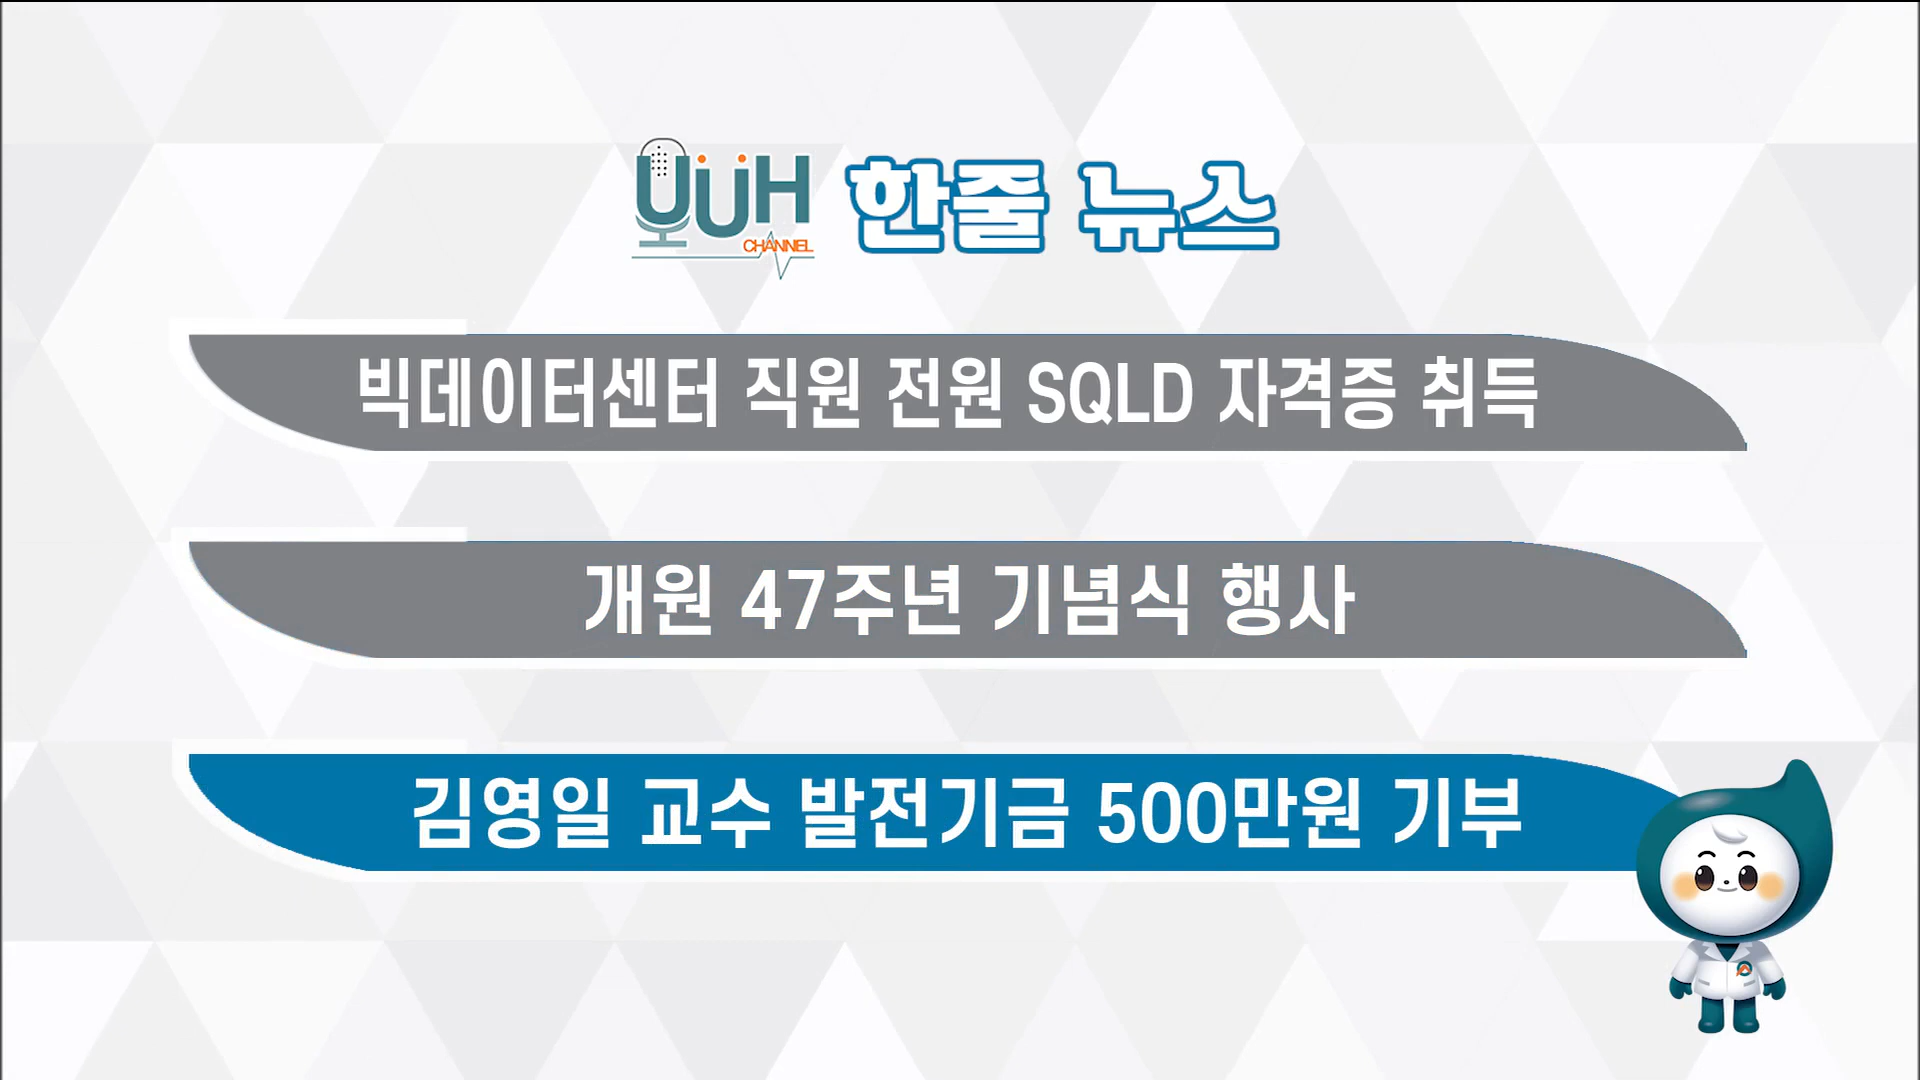 UUH 한줄 뉴스
CHANNEL
빅데이터센터 직원 전원 SQLD 자격증 취득
개원 47주년 기념식 행사
김영일 교수 발전기금 500만원 기부